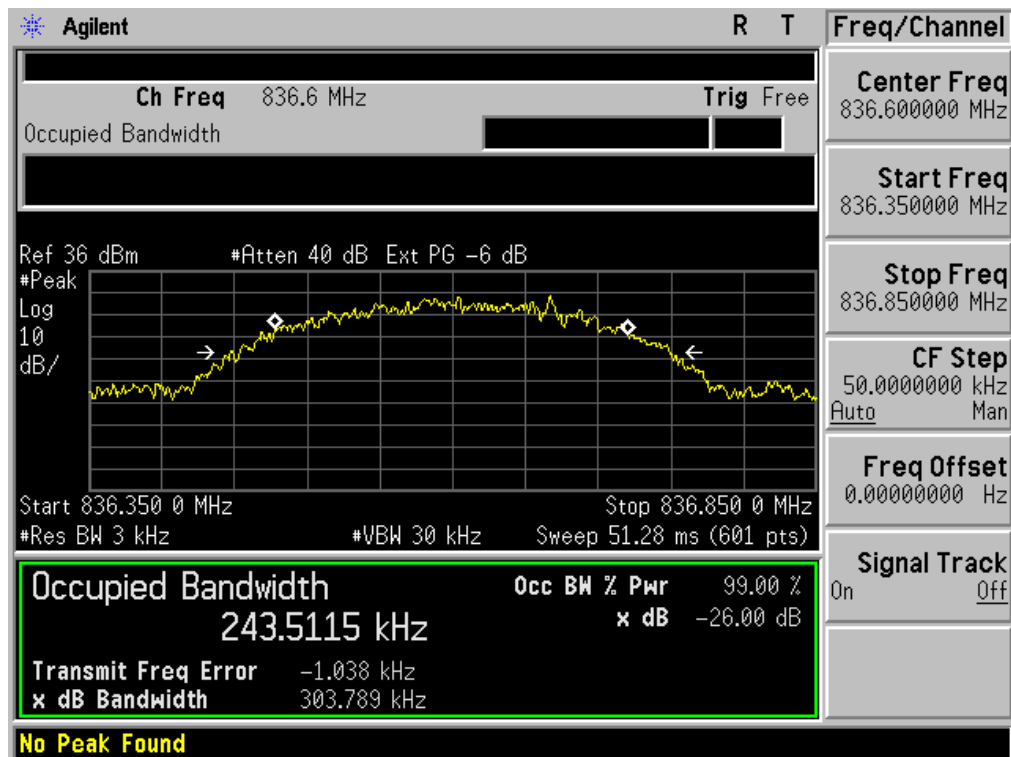 Agilent R T Freq/Channel
Ch Freq 836.6 MHz Trig Free
Occupied Bandwidth
Center Freq
836.600000 MHz
Start Freq
836.350000 MHz
Stop Freq
836.850000 MHz
CF Step
50.0000000 kHz
Auto Man
Freq Offset
0.00000000 Hz
Signal Track
On Off
Ref 36 dBm #Atten 40 dB Ext PG -6 dB
#Peak
Log
10
dB/
Start 836.350 0 MHz Stop 836.850 0 MHz
#Res BW 3 kHz #VBW 30 kHz Sweep 51.28 ms (601 pts)
Occupied Bandwidth Occ BW % Pwr 99.00 %
243.5115 kHz x dB -26.00 dB
Transmit Freq Error -1.038 kHz
x dB Bandwidth 303.789 kHz
No Peak Found